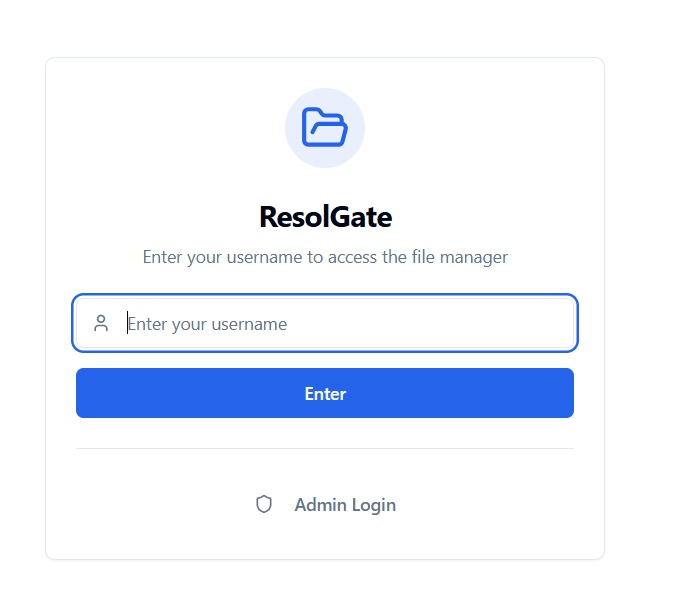 ResolGate
Enter your username to access the file manager
Enter your username
Enter
Admin Login